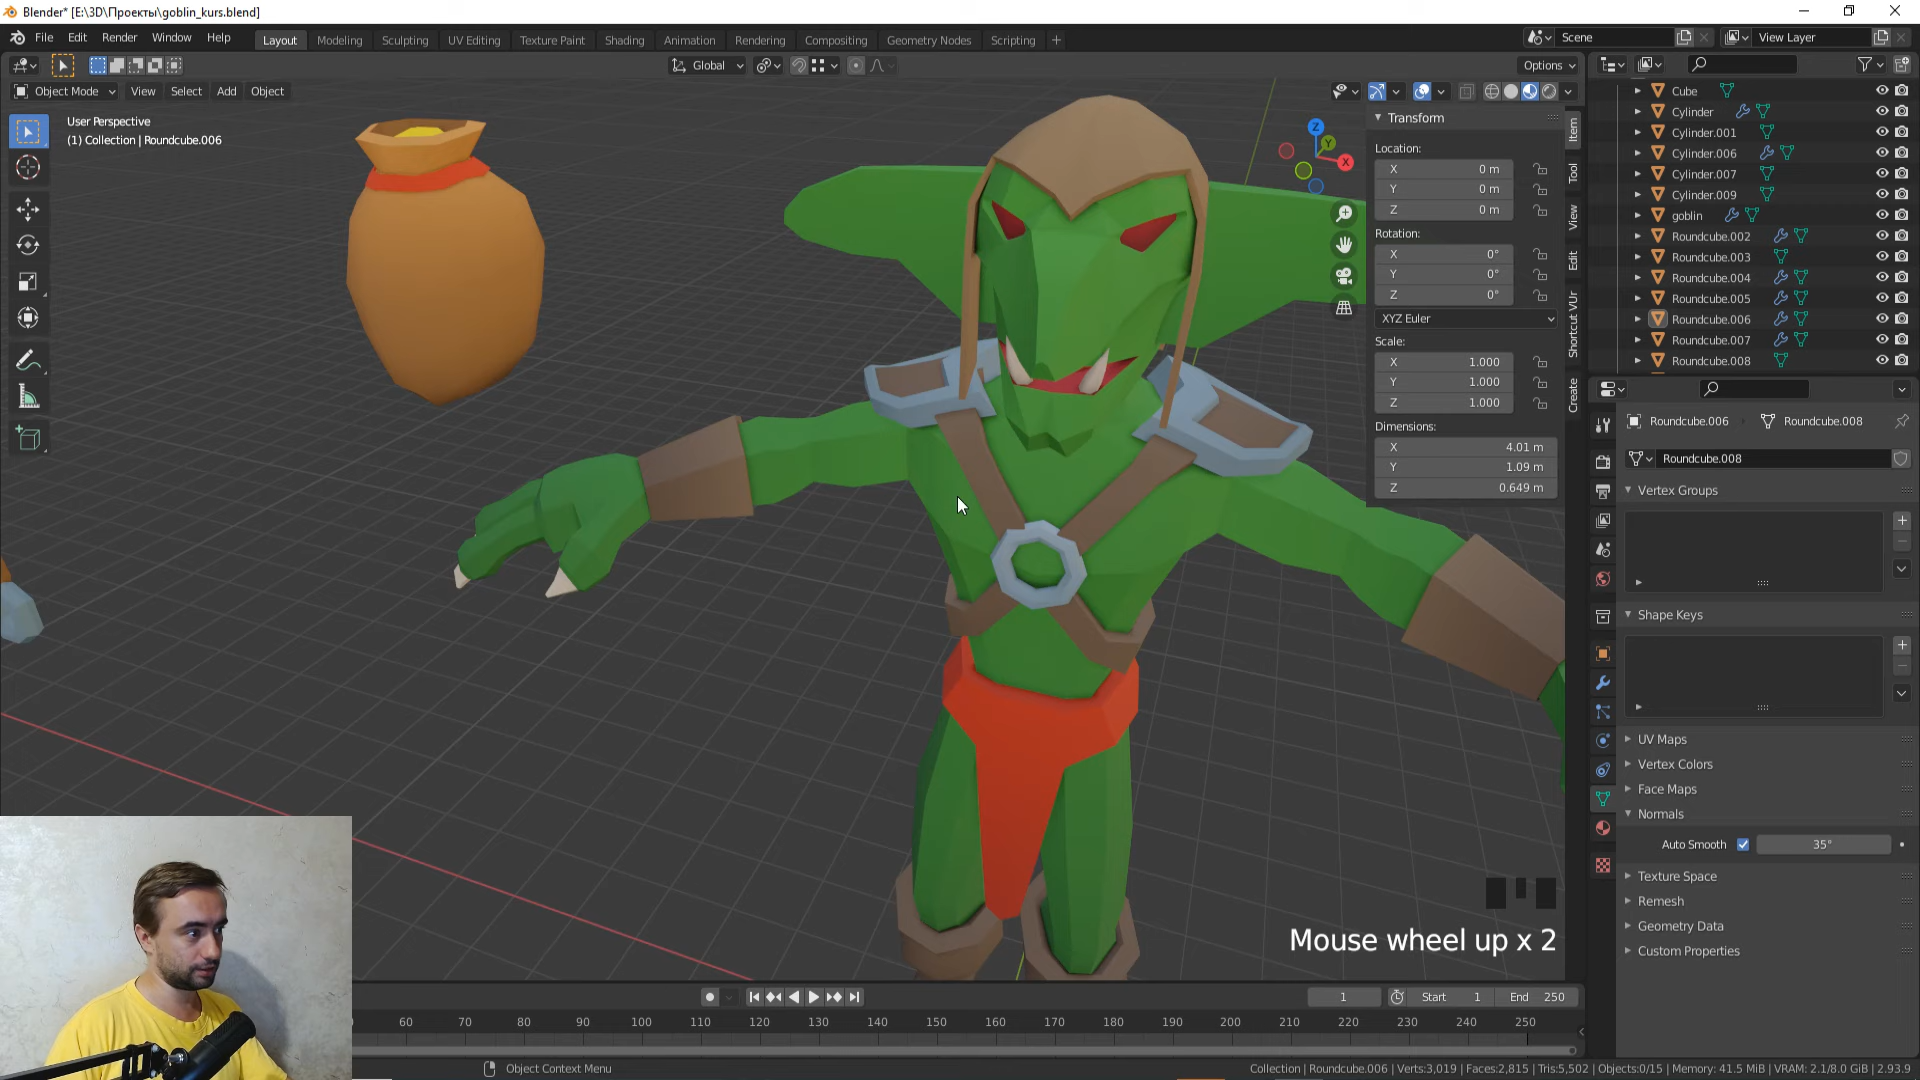 Blender* [E:\3D\Проекты\goblin_kurs.blend]
File Edit Render Window Help
Layout Modeling Sculpting UV Editing Texture Paint Shading Animation Rendering Compositing Geometry Nodes Scripting
Scene
View Layer
Global
Options
Object Mode View Select Add Object
User Perspective
(1) Collection | Roundcube.006
Z
Y
X
Transform
Location:
X 0 m
Y 0 m
Z 0 m
Rotation:
X 0°
Y 0°
Z 0°
XYZ Euler
Scale:
X 1.000
Y 1.000
Z 1.000
Dimensions:
X 4.01 m
Y 1.09 m
Z 0.649 m
Item
Tool
View
Edit
Shortcut VUr
Create
Cube
Cylinder
Cylinder.001
Cylinder.006
Cylinder.007
Cylinder.009
goblin
Roundcube.002
Roundcube.003
Roundcube.004
Roundcube.005
Roundcube.006
Roundcube.007
Roundcube.008
Roundcube.006 Roundcube.008
Roundcube.008
Vertex Groups
Shape Keys
UV Maps
Vertex Colors
Face Maps
Normals
Auto Smooth 35°
Texture Space
Remesh
Geometry Data
Custom Properties
Mouse wheel up x 2
1 Start 1 End 250
60 70 80 90 100 110 120 130 140 150 160 170 180 190 200 210 220 230 240 250
Object Context Menu
Collection | Roundcube.006 | Verts:3,019 | Faces:2,815 | Tris:5,502 | Objects:0/15 | Memory: 41.5 MiB | VRAM: 2.1/8.0 GiB | 2.93.9